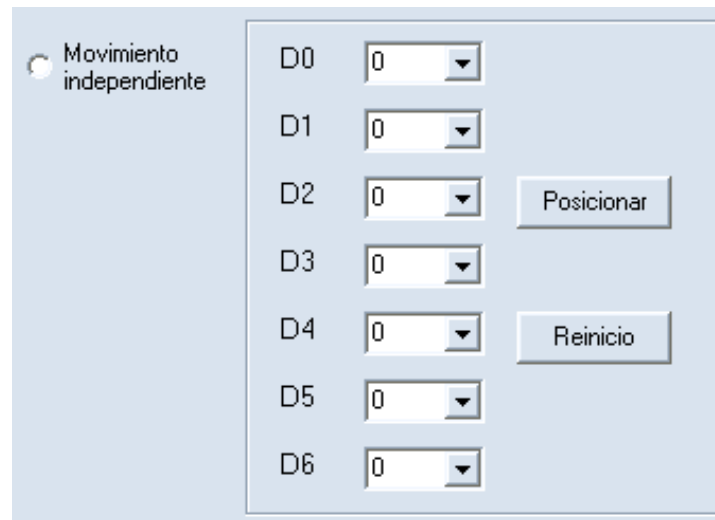 Movimiento
independiente
D0 0
D1 0
D2 0 Posicionar
D3 0
D4 0 Reinicio
D5 0
D6 0